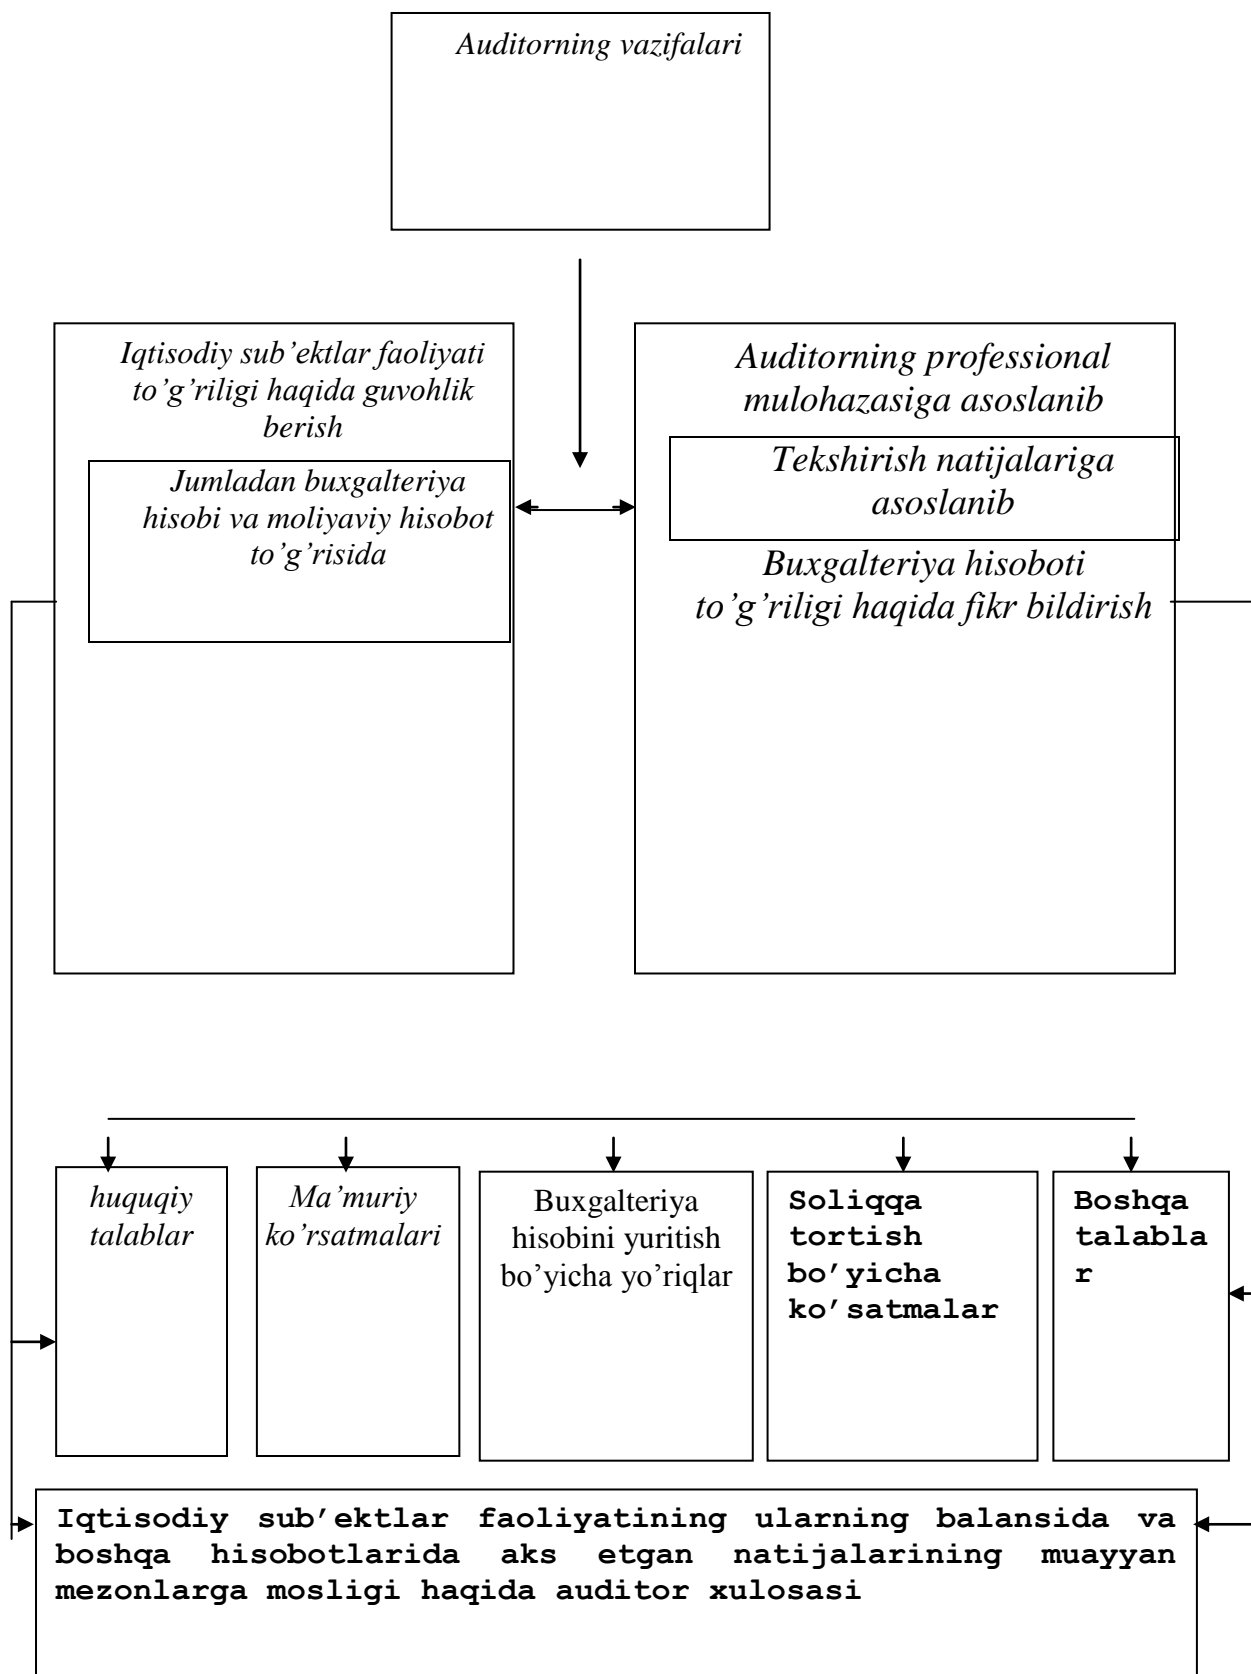 Auditorning vazifalari
Iqtisodiy sub’ektlar faoliyati
to’g’riligi haqida guvohlik
berish
Jumladan buxgalteriya
hisobi va moliyaviy hisobot
to’g’risida
Auditorning professional
mulohazasiga asoslanib
Tekshirish natijalariga
asoslanib
Buxgalteriya hisoboti
to’g’riligi haqida fikr bildirish
huquqiy
talablar
Ma’muriy
ko’rsatmalari
Buxgalteriya
hisobini yuritish
bo’yicha yo’riqlar
Soliqqa
tortish
bo’yicha
ko’satmalar
Boshqa
talabla
r
Iqtisodiy sub’ektlar faoliyatining ularning balansida va
boshqa hisobotlarida aks etgan natijalarining muayyan
mezonlarga mosligi haqida auditor xulosasi